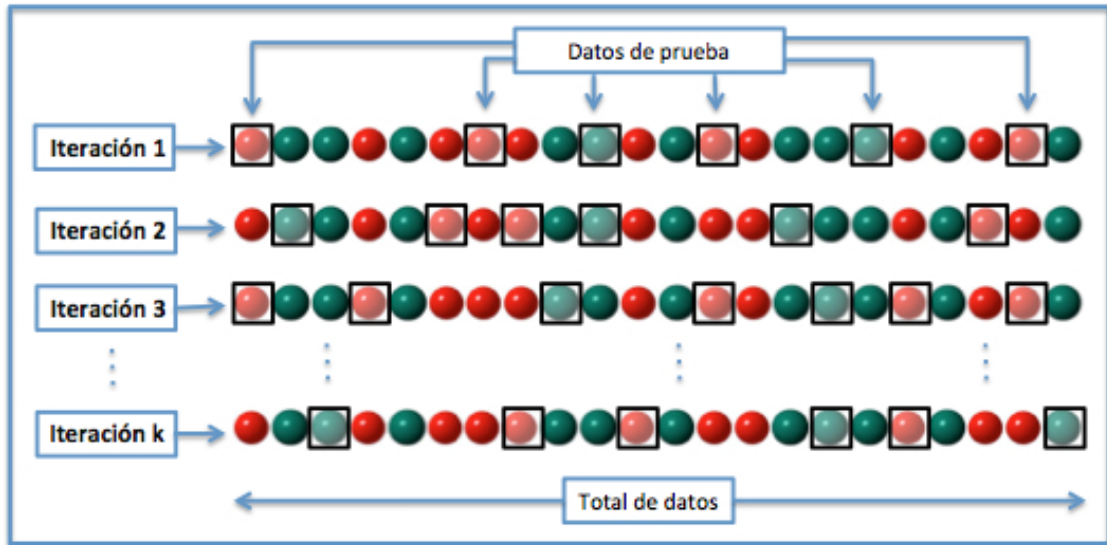 Datos de prueba
Iteración 1
Iteración 2
Iteración 3
Iteración k
Total de datos